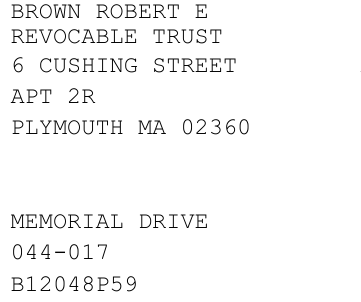 BROWN ROBERT E
REVOCABLE TRUST
6 CUSHING STREET
APT 2R
PLYMOUTH MA 02360
MEMORIAL DRIVE
044-017
B12048P59